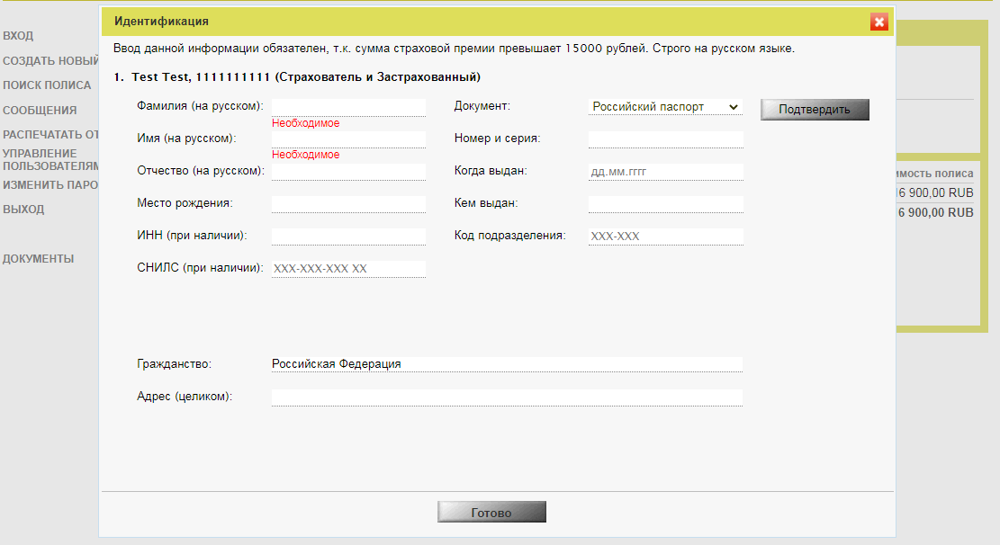 Идентификация
Ввод данной информации обязателен, т.к. сумма страховой премии превышает 15000 рублей. Строго на русском языке.
1. Test Test, 1111111111 (Страхователь и Застрахованный)
Фамилия (на русском):
Необходимое
Имя (на русском):
Необходимое
Отчество (на русском):
Место рождения:
ИНН (при наличии):
СНИЛС (при наличии): XXX-XXX-XXX XX
Документ: Российский паспорт
Номер и серия:
Когда выдан: дд.мм.гггг
Кем выдан:
Код подразделения: XXX-XXX
Подтвердить
Гражданство: Российская Федерация
Адрес (целиком):
Готово
ВХОД
СОЗДАТЬ НОВЫЙ
ПОИСК ПОЛИСА
СООБЩЕНИЯ
РАСПЕЧАТАТЬ ОТ
УПРАВЛЕНИЕ
ПОЛЬЗОВАТЕЛЯМ
ИЗМЕНИТЬ ПАРО
ВЫХОД
ДОКУМЕНТЫ
имость полиса
16 900,00 RUB
6 900,00 RUB